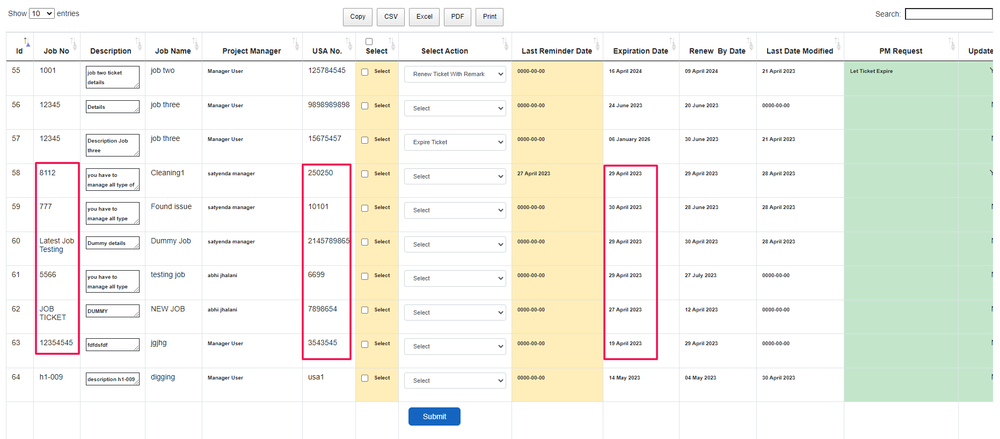 Show 10 entries
Copy CSV Excel PDF Print
Search:
Id Job No Description Job Name Project Manager USA No. Select Select Action Last Reminder Date Expiration Date Renew By Date Last Date Modified PM Request Update
55 1001 job two ticket details job two Manager User 125784545 Select Renew Ticket With Remark 0000-00-00 16 April 2024 09 April 2024 21 April 2023 Let Ticket Expire
56 12345 Details job three Manager User 9898989898 Select Select 0000-00-00 24 June 2023 20 June 2023 0000-00-00
57 12345 Description Job three job three Manager User 15675457 Select Expire Ticket 0000-00-00 06 January 2026 30 June 2023 21 April 2023
58 8112 you have to manage all type of Cleaning1 satyenda manager 250250 Select Select 27 April 2023 29 April 2023 29 April 2023 28 April 2023
59 777 you have to manage all type Found issue satyenda manager 10101 Select Select 0000-00-00 30 April 2023 28 June 2023 28 April 2023
60 Latest Job Testing Dummy details Dummy Job satyenda manager 2145789865 Select Select 0000-00-00 29 April 2023 30 April 2023 28 April 2023
61 5566 you have to manage all type testing job abhi jhalani 6699 Select Select 0000-00-00 29 April 2023 27 July 2023 0000-00-00
62 JOB TICKET DUMMY NEW JOB abhi jhalani 7898654 Select Select 0000-00-00 27 April 2023 12 April 2023 0000-00-00
63 12354545 fdfdsfdf jgjhg Manager User 3543545 Select Select 0000-00-00 19 April 2023 29 April 2023 0000-00-00
64 h1-009 description h1-009 digging Manager User usa1 Select Select 0000-00-00 14 May 2023 04 May 2023 30 April 2023
Submit